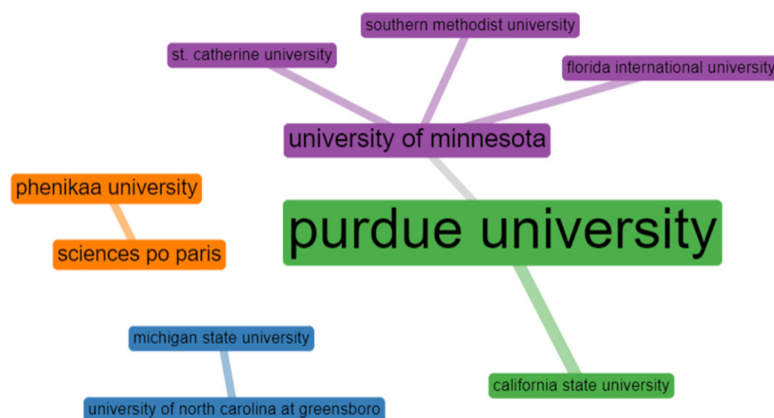 southern methodist university
st. catherine university
florida international university
university of minnesota
phenikaa university
purdue university
sciences po paris
michigan state university
california state university
university of north carolina at greensboro